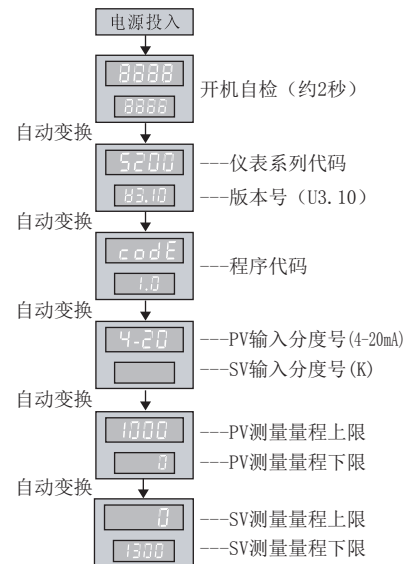 电源投入
8888
8888
开机自检（约2秒）
自动变换
S200
U3.10
---仪表系列代码
---版本号（U3.10）
自动变换
codE
1.0
---程序代码
自动变换
4-20
---PV输入分度号(4-20mA)
---SV输入分度号(K)
自动变换
1000
0
---PV测量量程上限
---PV测量量程下限
自动变换
0
1300
---SV测量量程上限
---SV测量量程下限